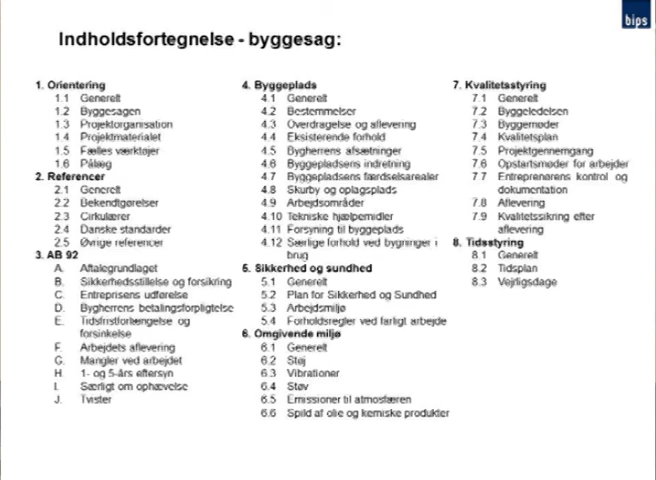 bips
Indholdsfortegnelse - byggesag:
1. Orientering
1.1 Generelt
1.2 Byggesagen
1.3 Projektorganisation
1.4 Projektmaterialet
1.5 Fælles værktøjer
1.6 Pålæg
2. Referencer
2.1 Generelt
2.2 Bekendtgørelser
2.3 Cirkulærer
2.4 Danske standarder
2.5 Øvrige referencer
3. AB 92
A. Aftalegrundlaget
B. Sikkerhedsstillelse og forsikring
C. Entreprisens udførelse
D. Bygherrens betalingsforpligtelse
E. Tidsfristforlængelse og
forsinkelse
F. Arbejdets aflevering
G. Mangler ved arbejdet
H. 1- og 5-års eftersyn
I. Særligt om ophævelse
J. Tvister
4. Byggeplads
4.1 Generelt
4.2 Bestemmelser
4.3 Overdragelse og aflevering
4.4 Eksisterende forhold
4.5 Bygherrens afsætninger
4.6 Byggepladsens indretning
4.7 Byggepladsens færdselsarealer
4.8 Skurby og oplagsplads
4.9 Arbejdsområder
4.10 Tekniske hjælpemidler
4.11 Forsyning til byggeplads
4.12 Særlige forhold ved bygninger i
brug
5. Sikkerhed og sundhed
5.1 Generelt
5.2 Plan for Sikkerhed og Sundhed
5.3 Arbejdsmiljø
5.4 Forholdsregler ved farligt arbejde
6. Omgivende miljø
6.1 Generelt
6.2 Støj
6.3 Vibrationer
6.4 Støv
6.5 Emissioner til atmosfæren
6.6 Spild af olie og kemiske produkter
7. Kvalitetsstyring
7.1 Generelt
7.2 Byggeledelsen
7.3 Byggemøder
7.4 Kvalitetsplan
7.5 Projektgennemgang
7.6 Opstartsmøder for arbejder
7.7 Entreprenørens kontrol og
dokumentation
7.8 Aflevering
7.9 Kvalitetssikring efter
aflevering
8. Tidsstyring
8.1 Generelt
8.2 Tidsplan
8.3 Vejrligsdage